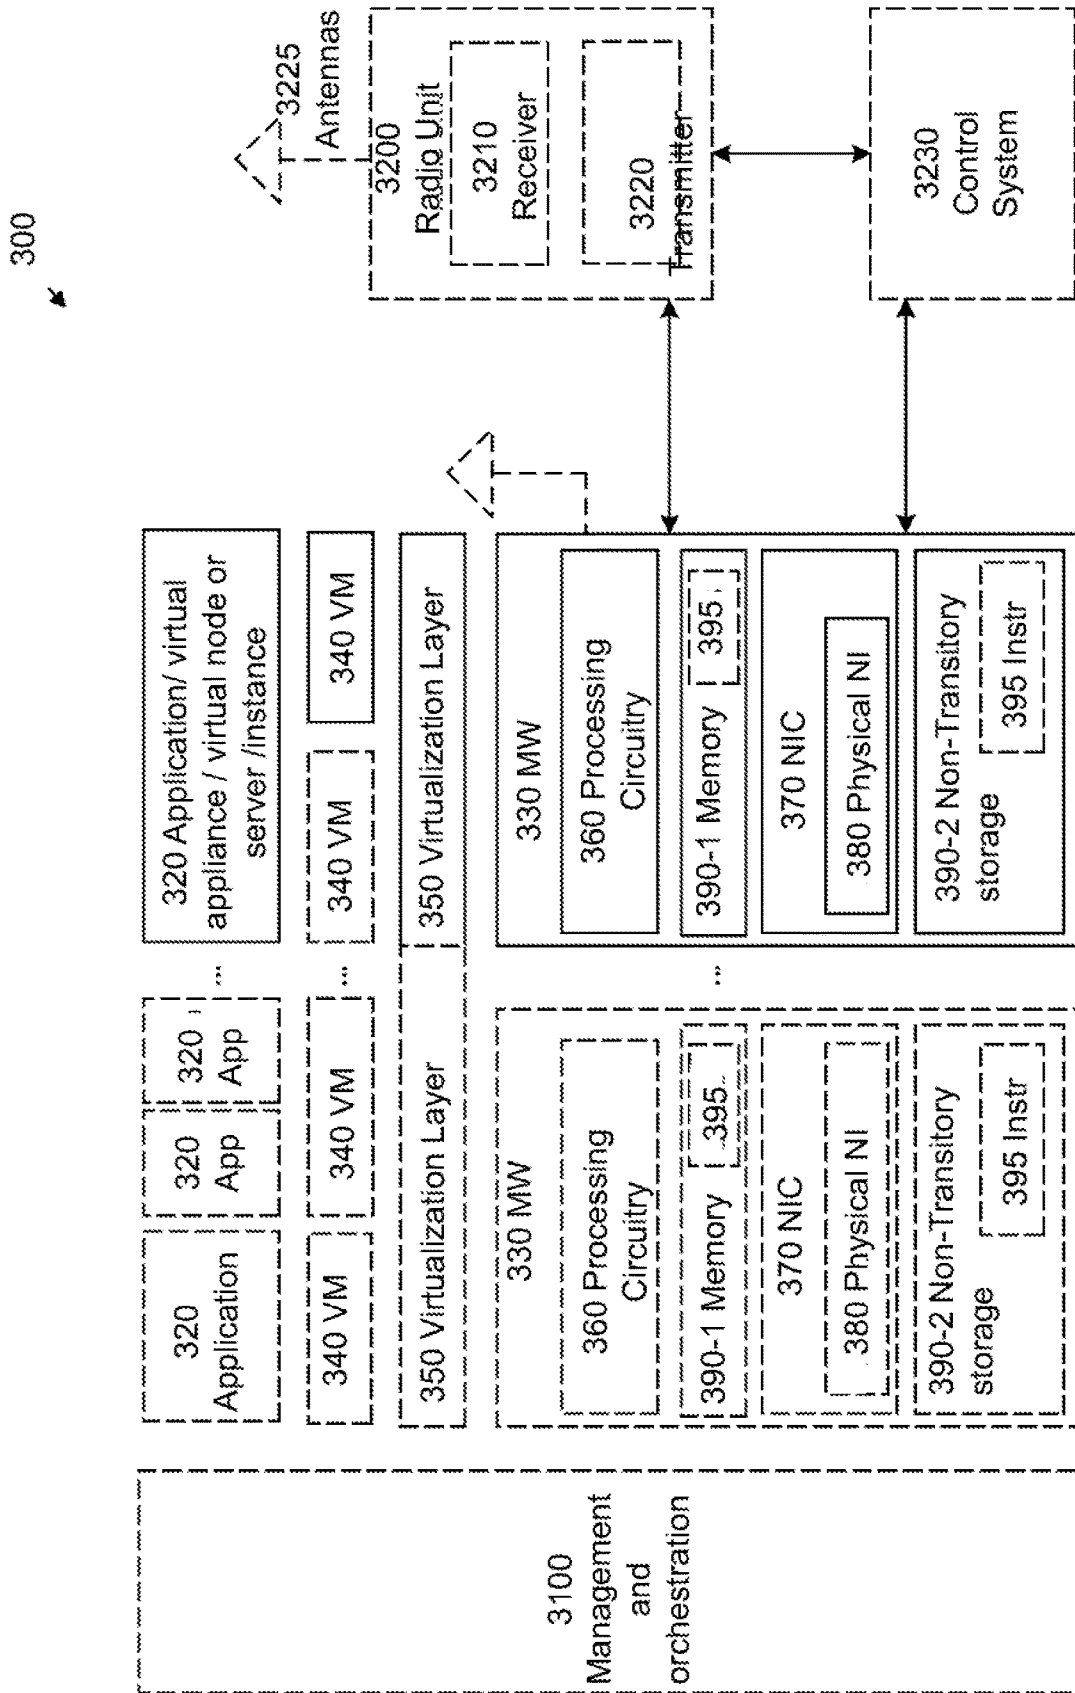 300
3100
Management
and
orchestration
320
Application
320
App
320
App
...
320 Application/ virtual
appliance / virtual node or
server /instance
340 VM
340 VM
...
340 VM
340 VM
350 Virtualization Layer
350 Virtualization Layer
330 MW
360 Processing
Circuitry
390-1 Memory
395
370 NIC
380 Physical NI
390-2 Non-Transitory
storage
395 Instr
...
330 MW
360 Processing
Circuitry
390-1 Memory
395
370 NIC
380 Physical NI
390-2 Non-Transitory
storage
395 Instr
3225
Antennas
3200
Radio Unit
3210
Receiver
3220
Transmitter
3230
Control
System